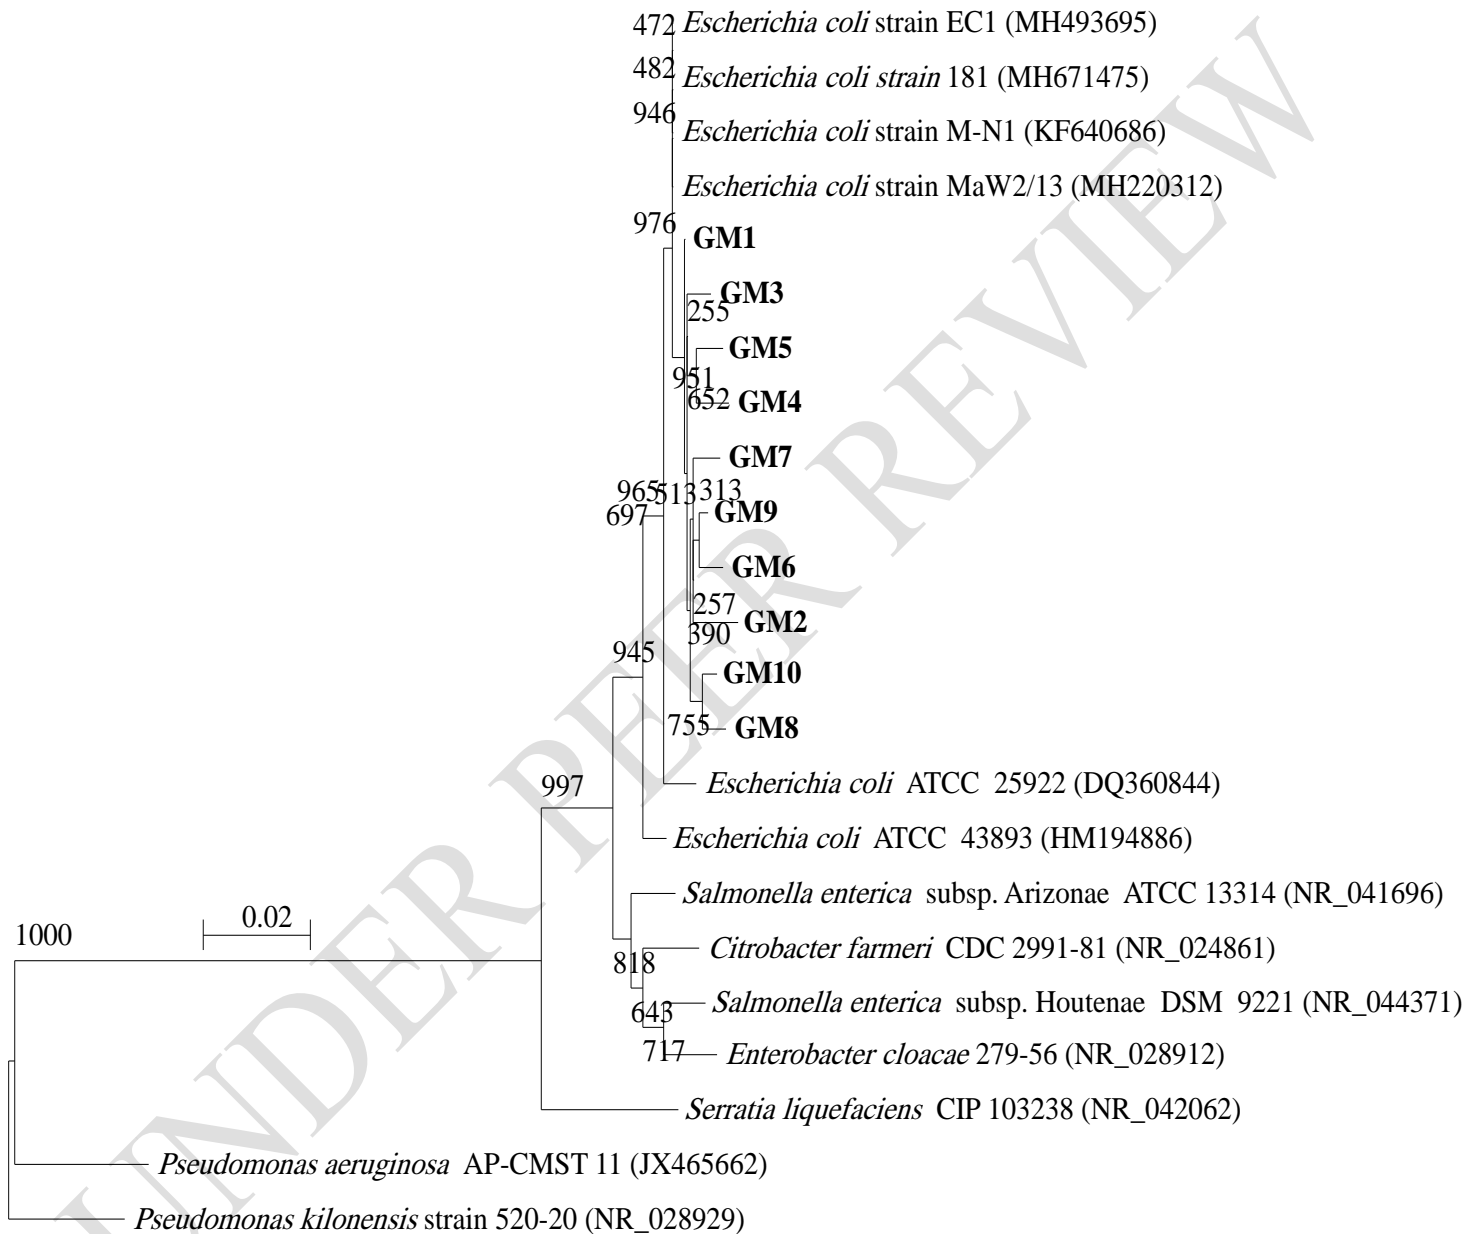 472 Escherichia coli strain EC1 (MH493695)
482 Escherichia coli strain 181 (MH671475)
946 Escherichia coli strain M-N1 (KF640686)
Escherichia coli strain MaW2/13 (MH220312)
976
GM1
GM3
255
GM5
951
652
GM4
GM7
965
513
313
697
GM9
GM6
257
GM2
390
945
GM10
755
GM8
Escherichia coli ATCC 25922 (DQ360844)
997
Escherichia coli ATCC 43893 (HM194886)
Salmonella enterica subsp. Arizonae ATCC 13314 (NR_041696)
0.02
1000
Citrobacter farmeri CDC 2991-81 (NR_024861)
818
Salmonella enterica subsp. Houtenae DSM 9221 (NR_044371)
643
717
Enterobacter cloacae 279-56 (NR_028912)
Serratia liquefaciens CIP 103238 (NR_042062)
Pseudomonas aeruginosa AP-CMST 11 (JX465662)
Pseudomonas kilonensis strain 520-20 (NR_028929)
UNDER PEER REVIEW